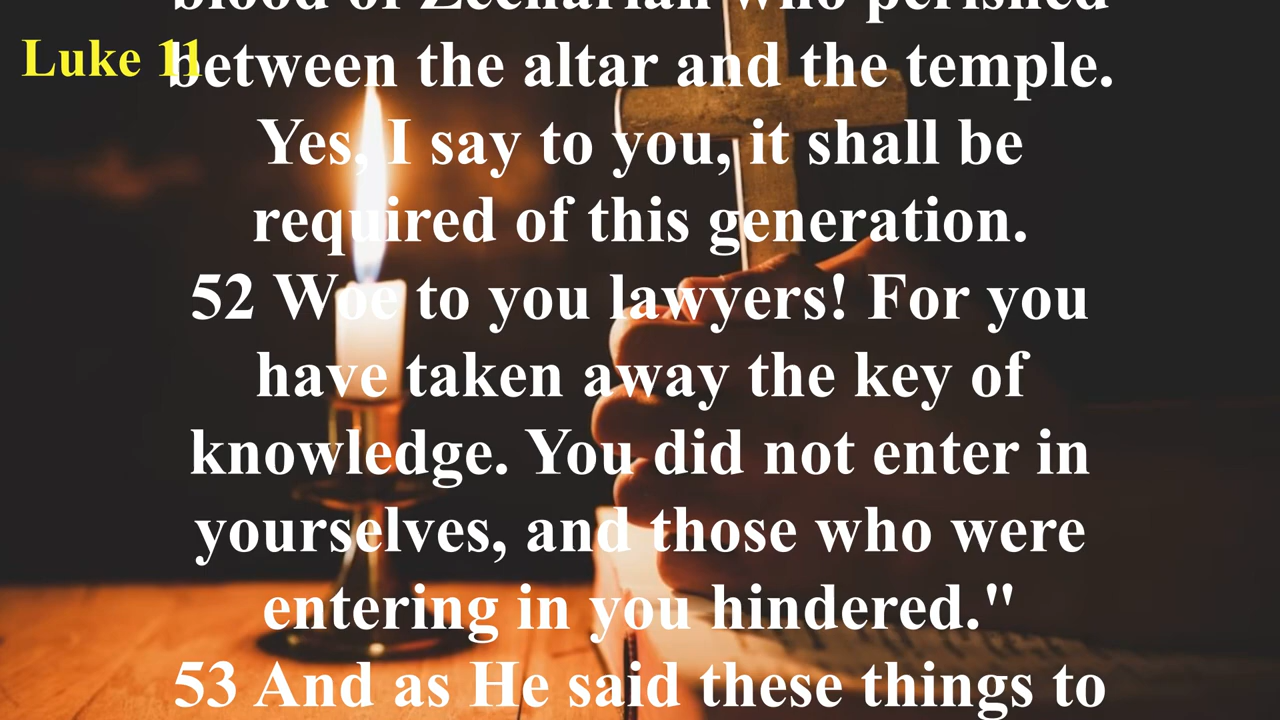 blood of Zechariah who perished
Luke 11
between the altar and the temple.
Yes, I say to you, it shall be
required of this generation.
52 Woe to you lawyers! For you
have taken away the key of
knowledge. You did not enter in
yourselves, and those who were
entering in you hindered."
53 And as He said these things to